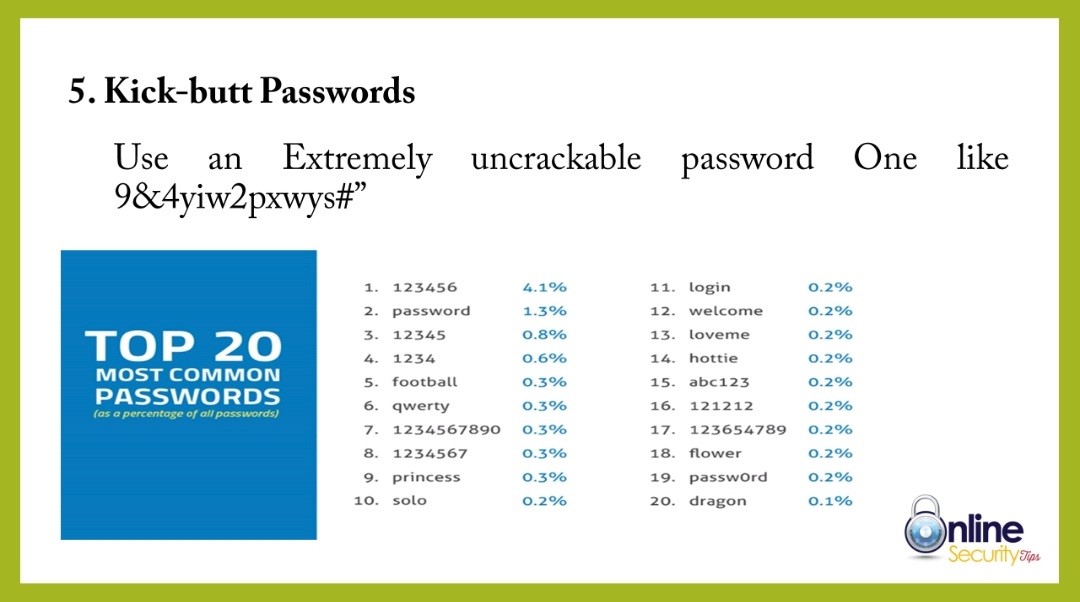 5. Kick-butt Passwords
Use an Extremely uncrackable password One like
9&4yiw2pxwys#”
TOP 20
MOST COMMON
PASSWORDS
(as a percentage of all passwords)
1. 123456 4.1%
2. password 1.3%
3. 12345 0.8%
4. 1234 0.6%
5. football 0.3%
6. qwerty 0.3%
7. 1234567890 0.3%
8. 1234567 0.3%
9. princess 0.3%
10. solo 0.2%
11. login 0.2%
12. welcome 0.2%
13. loveme 0.2%
14. hottie 0.2%
15. abc123 0.2%
16. 121212 0.2%
17. 123654789 0.2%
18. flower 0.2%
19. passw0rd 0.2%
20. dragon 0.1%
Online
Security Tips